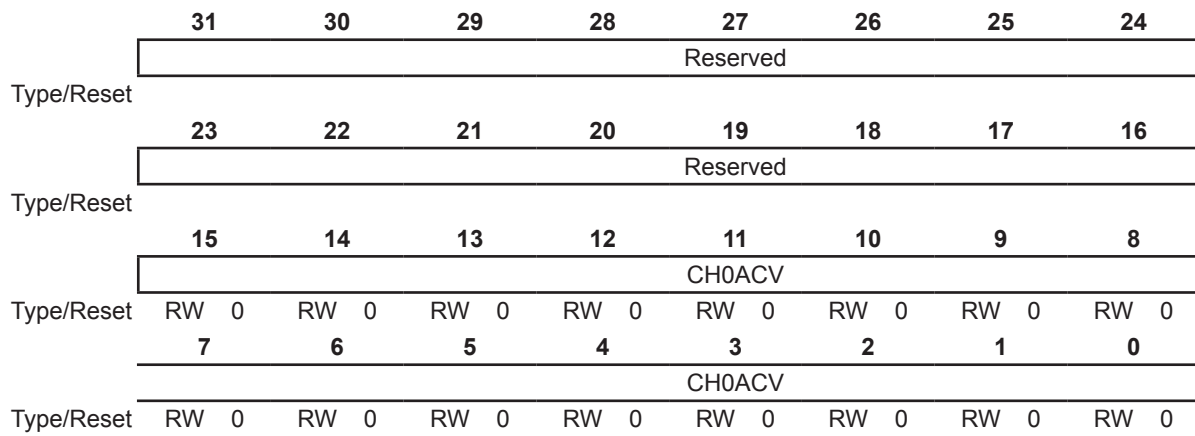 31 30 29 28 27 26 25 24
Reserved
Type/Reset
23 22 21 20 19 18 17 16
Reserved
Type/Reset
15 14 13 12 11 10 9 8
CH0ACV
Type/Reset RW 0 RW 0 RW 0 RW 0 RW 0 RW 0 RW 0 RW 0
7 6 5 4 3 2 1 0
CH0ACV
Type/Reset RW 0 RW 0 RW 0 RW 0 RW 0 RW 0 RW 0 RW 0